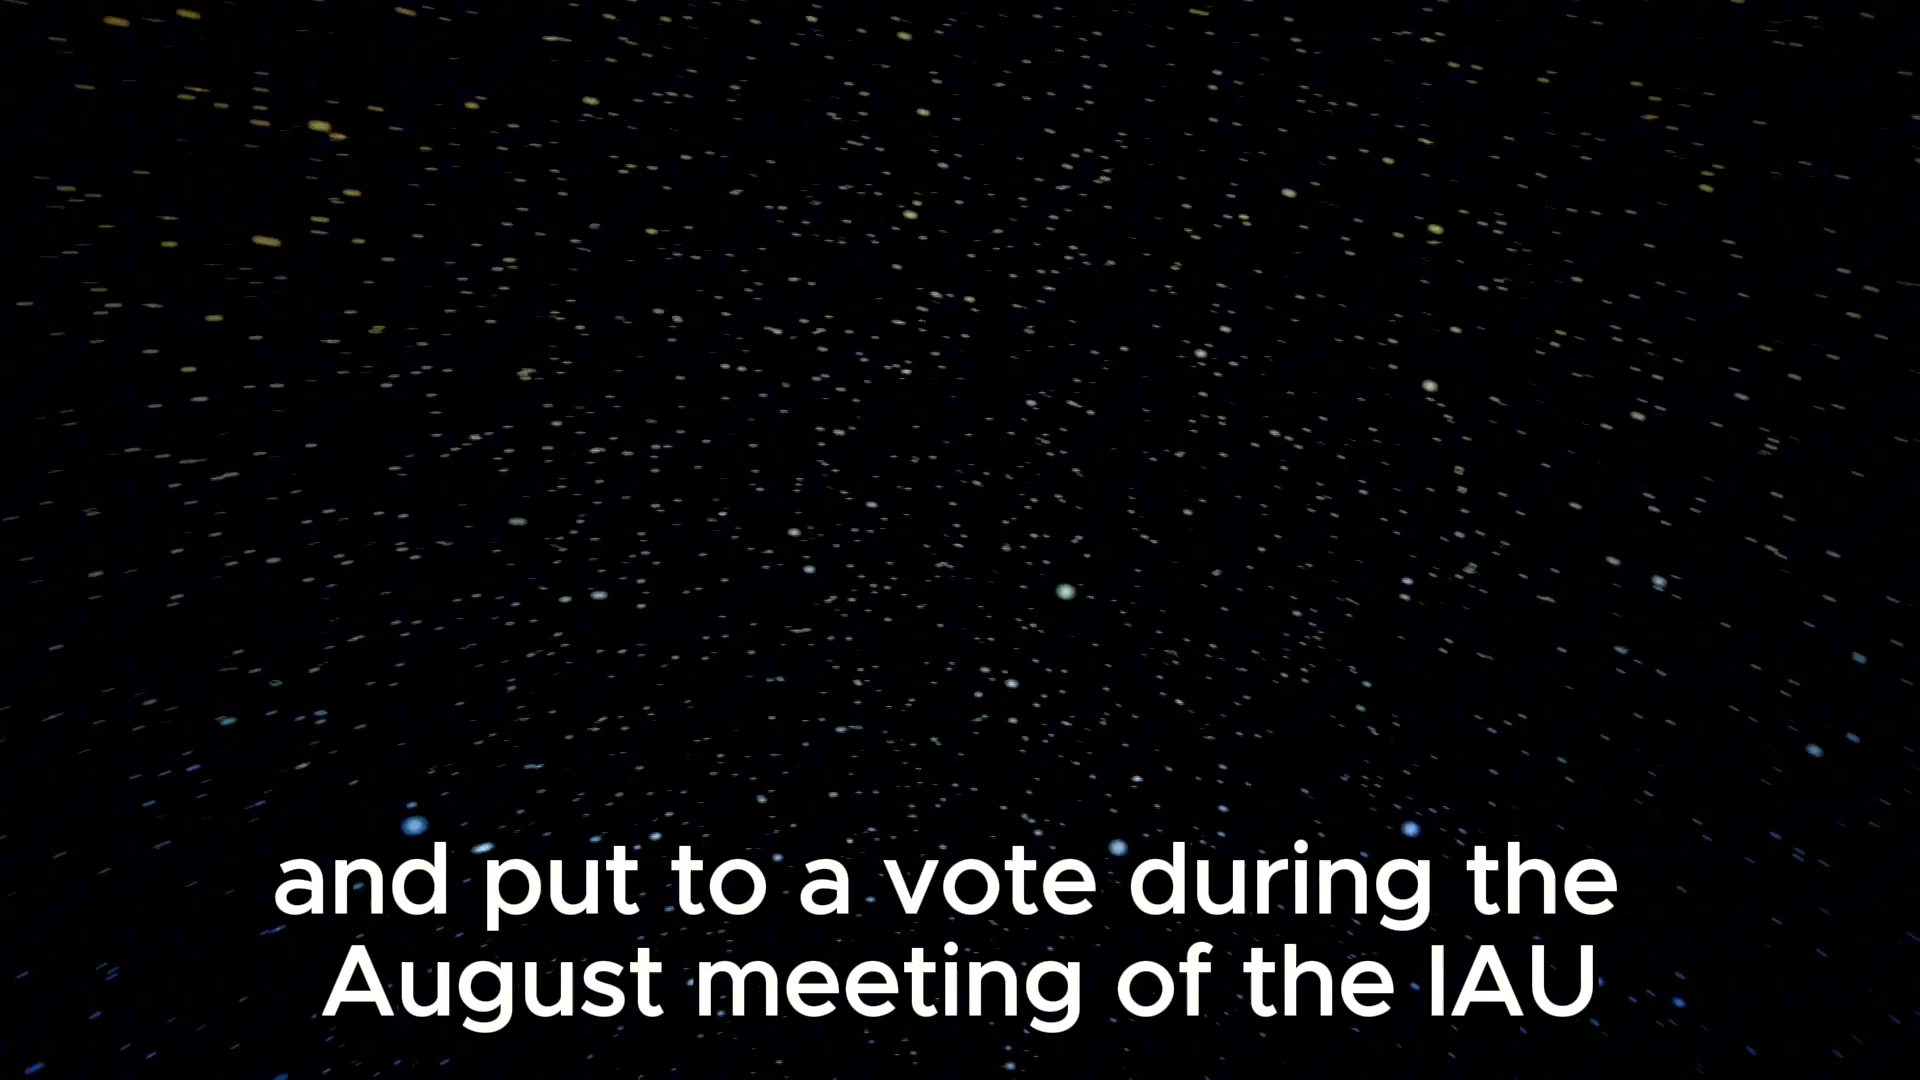 and put to a vote during the
August meeting of the IAU